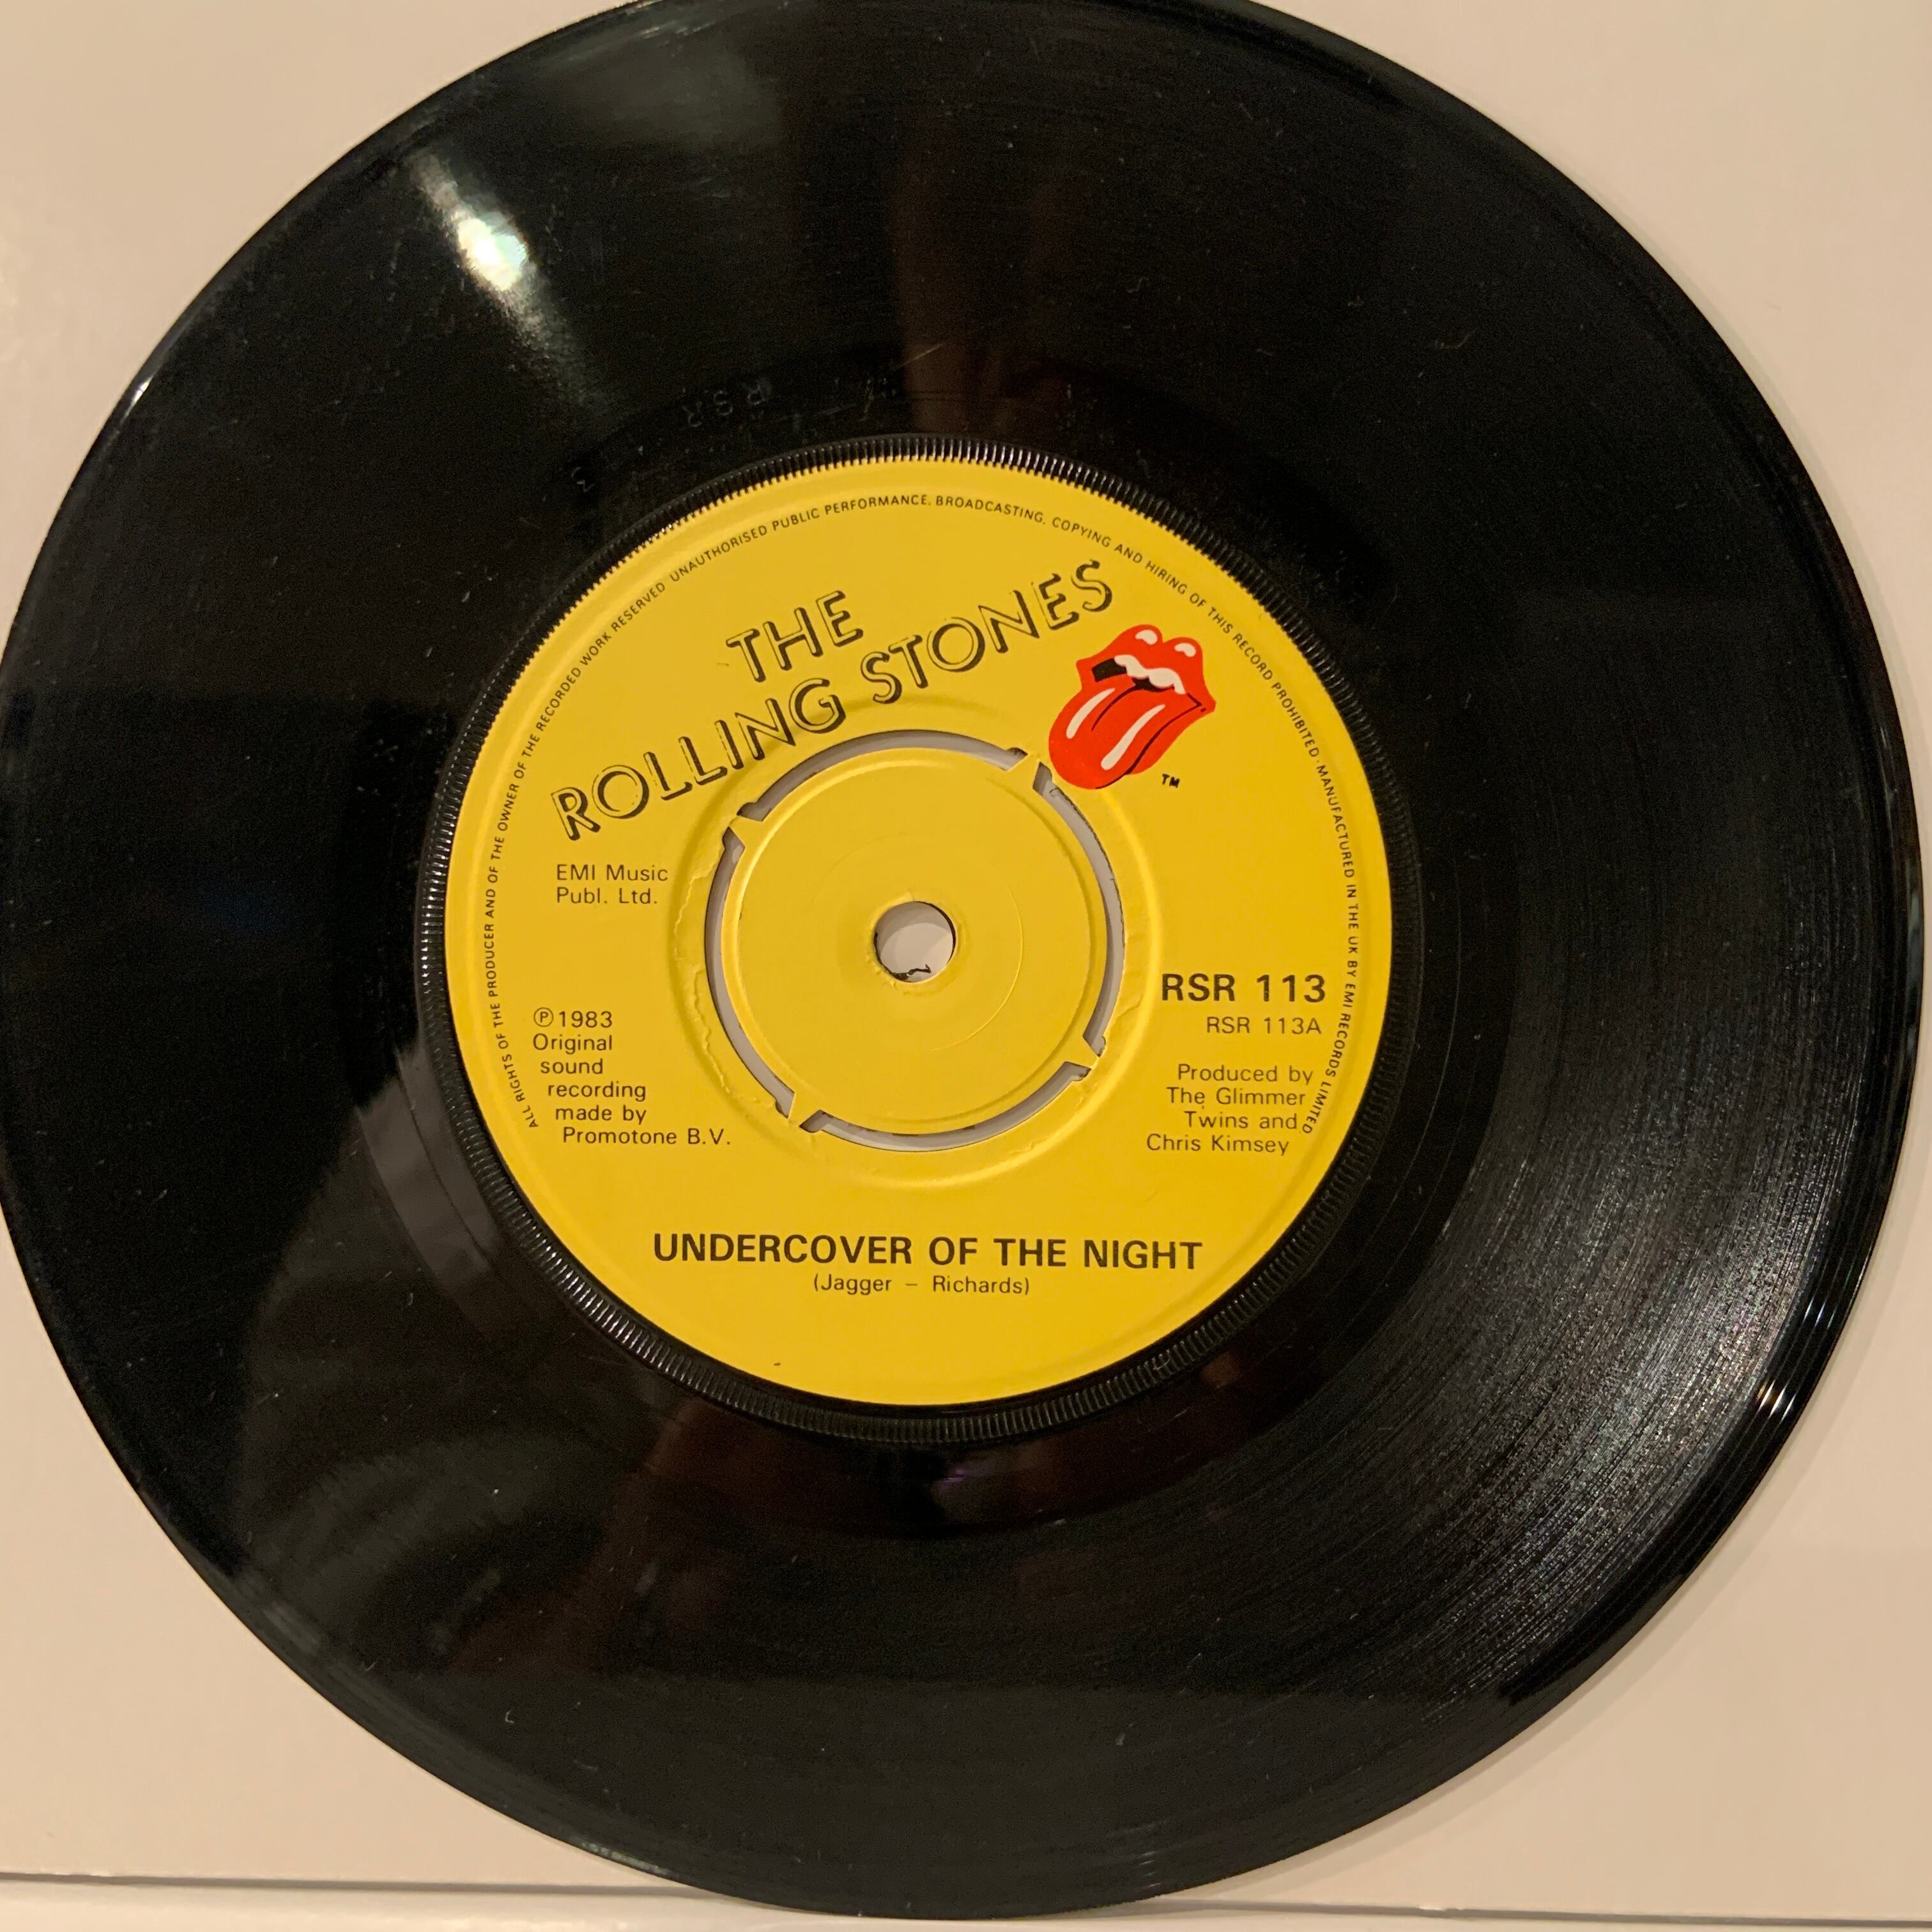 ALL RIGHTS OF THE PRODUCER AND OF THE OWNER OF THE RECORDED WORK RESERVED UNAUTHORISED PUBLIC PERFORMANCE, BROADCASTING, COPYING AND HIRING OF THIS RECORD PROHIBITED · MANUFACTURED IN THE UK BY EMI RECORDS LIMITED
THE
ROLLING STONES
TM
EMI Music
Publ. Ltd.
RSR 113
RSR 113A
℗1983
Original
sound
recording
made by
Promotone B.V.
Produced by
The Glimmer
Twins and
Chris Kimsey
UNDERCOVER OF THE NIGHT
(Jagger – Richards)
RSR